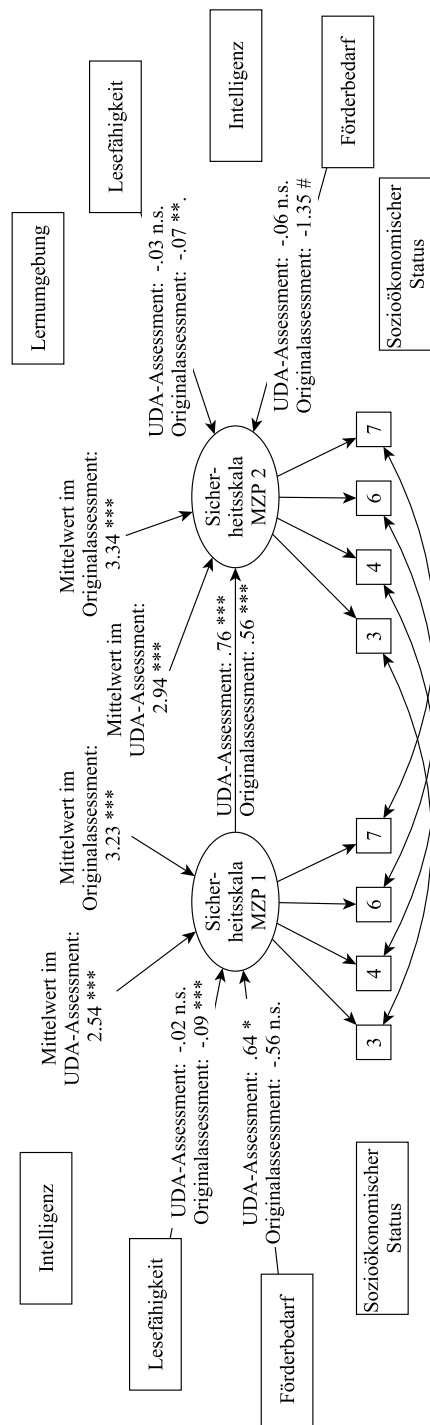 Lernumgebung
Intelligenz
Lesefähigkeit
Intelligenz
Mittelwert im
UDA-Assessment:
2.54 ***
Mittelwert im
Originalassessment:
3.23 ***
Mittelwert im
Originalassessment:
3.34 ***
Mittelwert im
UDA-Assessment:
2.94 ***
Lesefähigkeit
UDA-Assessment: -.02 n.s.
Originalassessment: -.09 ***
UDA-Assessment: -.03 n.s.
Originalassessment: -.07 **.
Sicher-
heitsskala
MZP 1
UDA-Assessment: .76 ***
Originalassessment: .56 ***
Sicher-
heitsskala
MZP 2
Förderbedarf
UDA-Assessment: .64 *
Originalassessment: -.56 n.s.
UDA-Assessment: -.06 n.s.
Originalassessment: -1.35 #
Förderbedarf
Sozioökonomischer
Status
3
4
6
7
3
4
6
7
Sozioökonomischer
Status